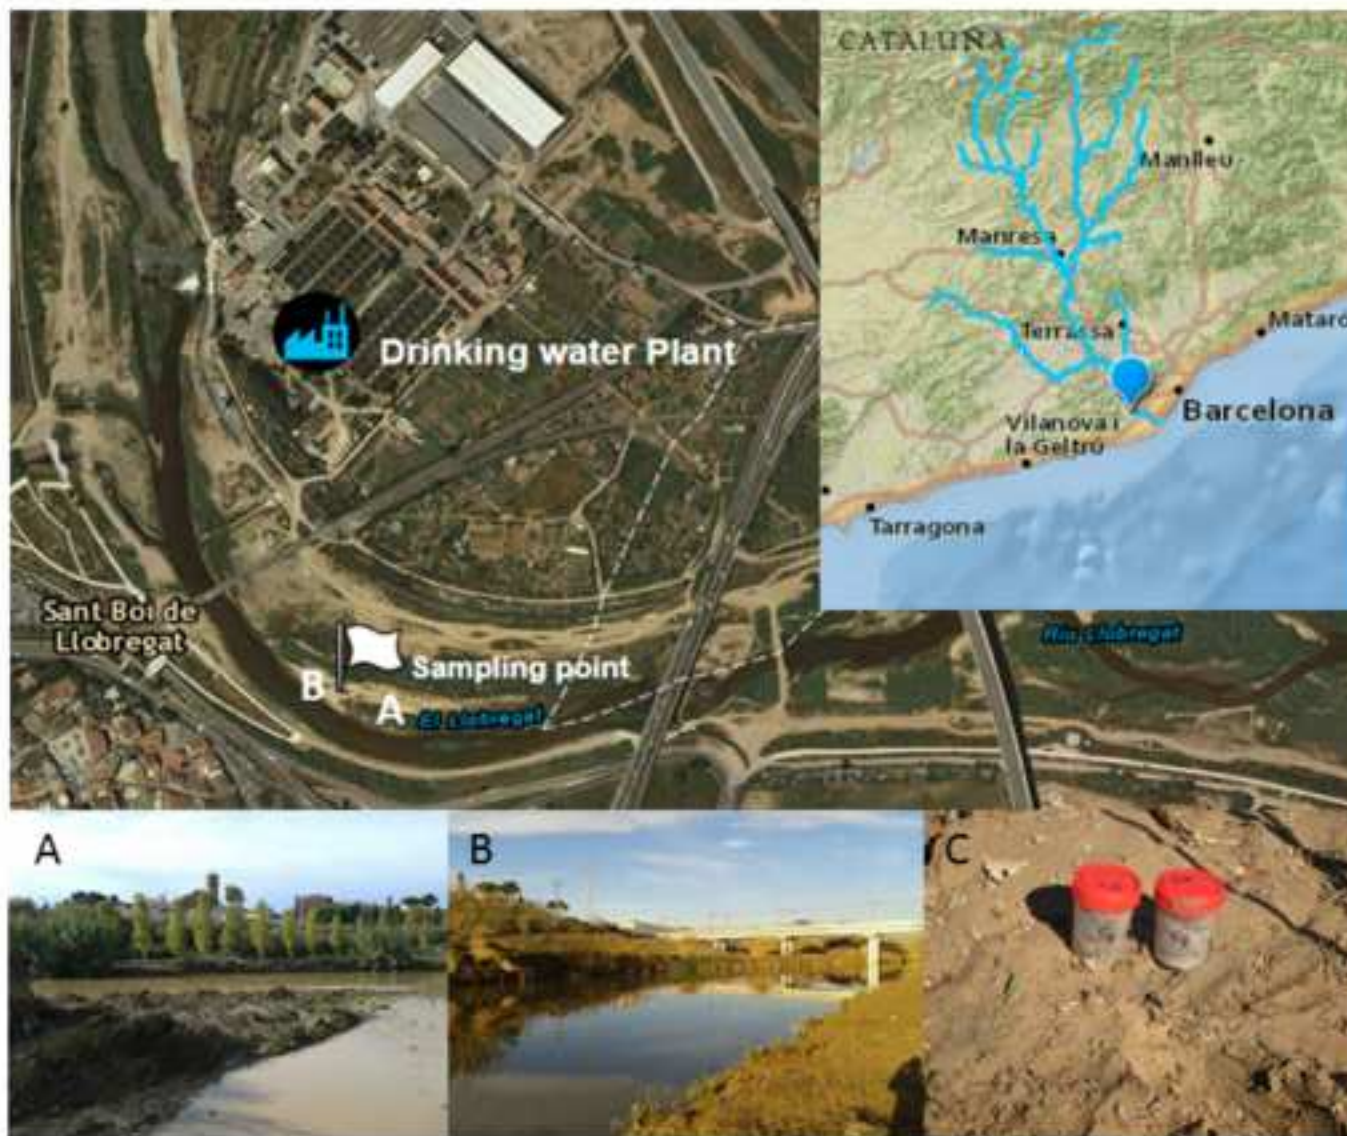 CATALUÑA
Manlleu
Manresa
Terrassa
Mataró
Barcelona
Vilanova i
la Geltrú
Tarragona
Drinking water Plant
Sant Boi de
Llobregat
Sampling point
B
A
El Llobregat
Riu Llobregat
A
B
C